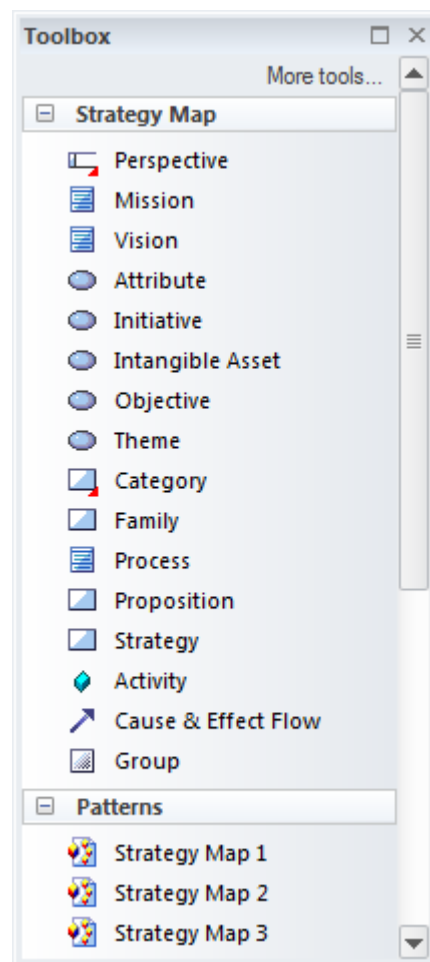 Toolbox
More tools...
Strategy Map
Perspective
Mission
Vision
Attribute
Initiative
Intangible Asset
Objective
Theme
Category
Family
Process
Proposition
Strategy
Activity
Cause & Effect Flow
Group
Patterns
Strategy Map 1
Strategy Map 2
Strategy Map 3